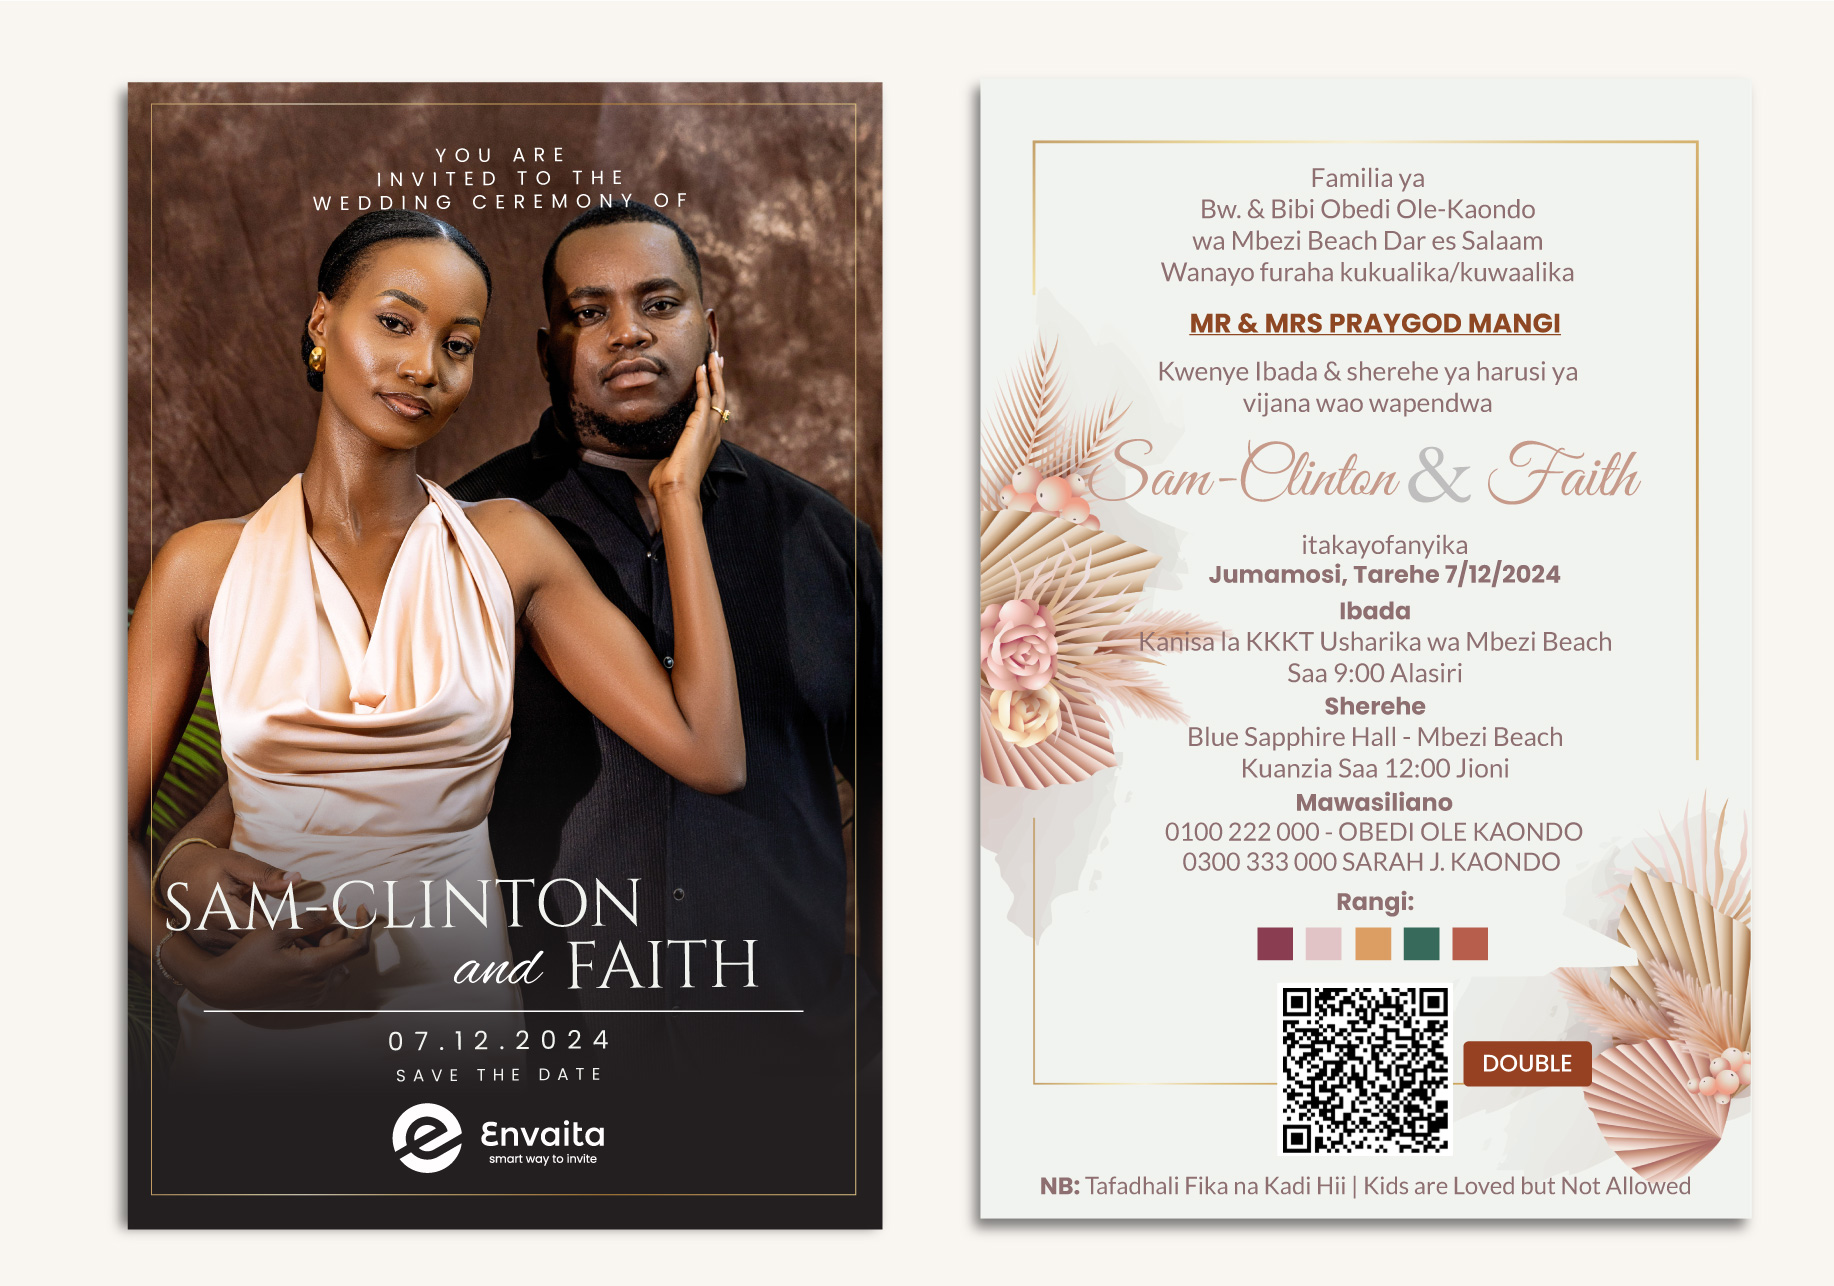 YOU ARE
INVITED TO THE
WEDDING CEREMONY OF
SAM-CLINTON
and FAITH
07.12.2024
SAVE THE DATE
Envaita
smart way to invite
Familia ya
Bw. & Bibi Obedi Ole-Kaondo
wa Mbezi Beach Dar es Salaam
Wanayo furaha kukualika/kuwaalika
MR & MRS PRAYGOD MANGI
Kwenye Ibada & sherehe ya harusi ya
vijana wao wapendwa
Sam-Clinton & Faith
itakayofanyika
Jumamosi, Tarehe 7/12/2024
Ibada
Kanisa la KKKT Usharika wa Mbezi Beach
Saa 9:00 Alasiri
Sherehe
Blue Sapphire Hall - Mbezi Beach
Kuanzia Saa 12:00 Jioni
Mawasiliano
0100 222 000 - OBEDI OLE KAONDO
0300 333 000 SARAH J. KAONDO
Rangi:
DOUBLE
NB: Tafadhali Fika na Kadi Hii | Kids are Loved but Not Allowed